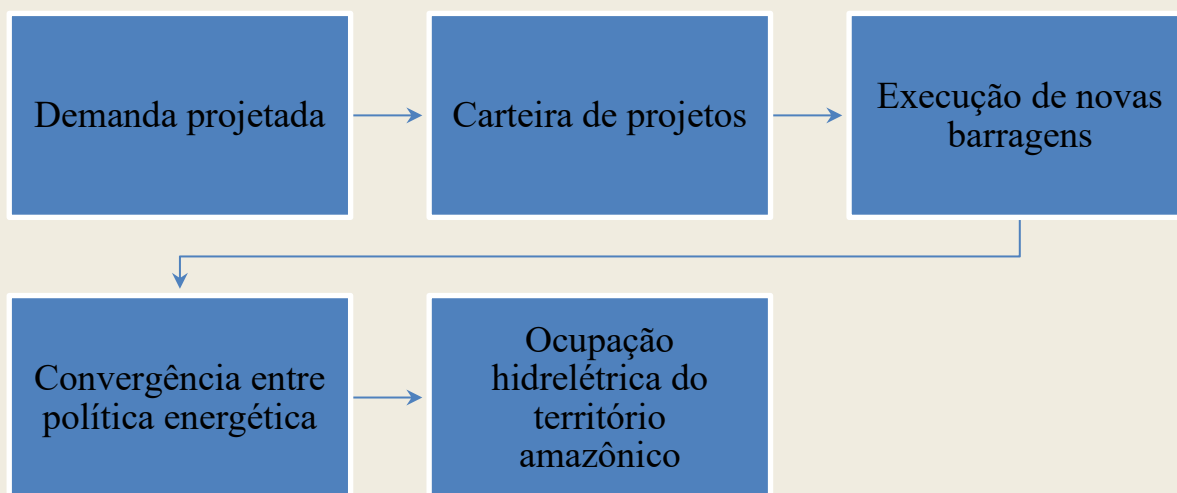 Demanda projetada
Carteira de projetos
Execução de novas
barragens
Convergência entre
política energética
Ocupação
hidrelétrica do
território
amazônico